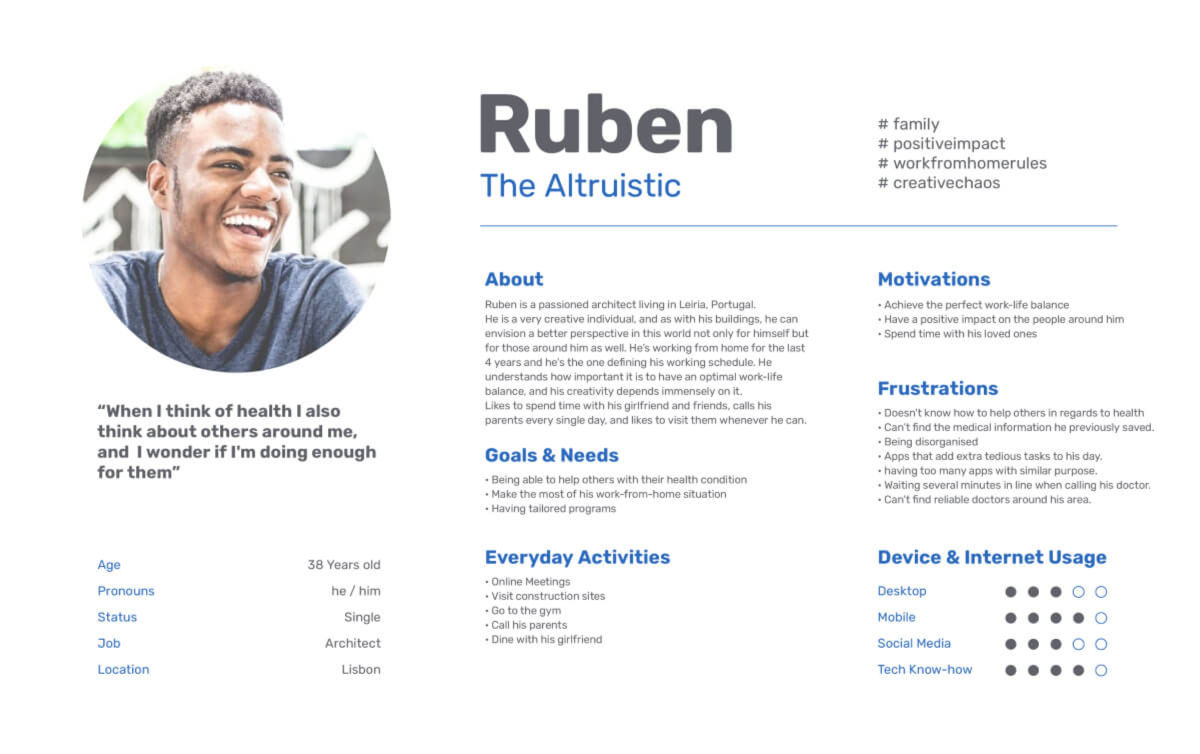 Ruben
The Altruistic
# family
# positiveimpact
# workfromhomerules
# creativechaos
“When I think of health I also
think about others around me,
and  I wonder if I'm doing enough
for them”
Age 38 Years old
Pronouns he / him
Status Single
Job Architect
Location Lisbon
About
Ruben is a passioned architect living in Leiria, Portugal.
He is a very creative individual, and as with his buildings, he can
envision a better perspective in this world not only for himself but
for those around him as well. He's working from home for the last
4 years and he's the one defining his working schedule. He
understands how important it is to have an optimal work-life
balance, and his creativity depends immensely on it.
Likes to spend time with his girlfriend and friends, calls his
parents every single day, and likes to visit them whenever he can.
Goals & Needs
• Being able to help others with their health condition
• Make the most of his work-from-home situation
• Having tailored programs
Everyday Activities
• Online Meetings
• Visit construction sites
• Go to the gym
• Call his parents
• Dine with his girlfriend
Motivations
• Achieve the perfect work-life balance
• Have a positive impact on the people around him
• Spend time with his loved ones
Frustrations
• Doesn't know how to help others in regards to health
• Can't find the medical information he previously saved.
• Being disorganised
• Apps that add extra tedious tasks to his day.
• having too many apps with similar purpose.
• Waiting several minutes in line when calling his doctor.
• Can't find reliable doctors around his area.
Device & Internet Usage
Desktop
Mobile
Social Media
Tech Know-how